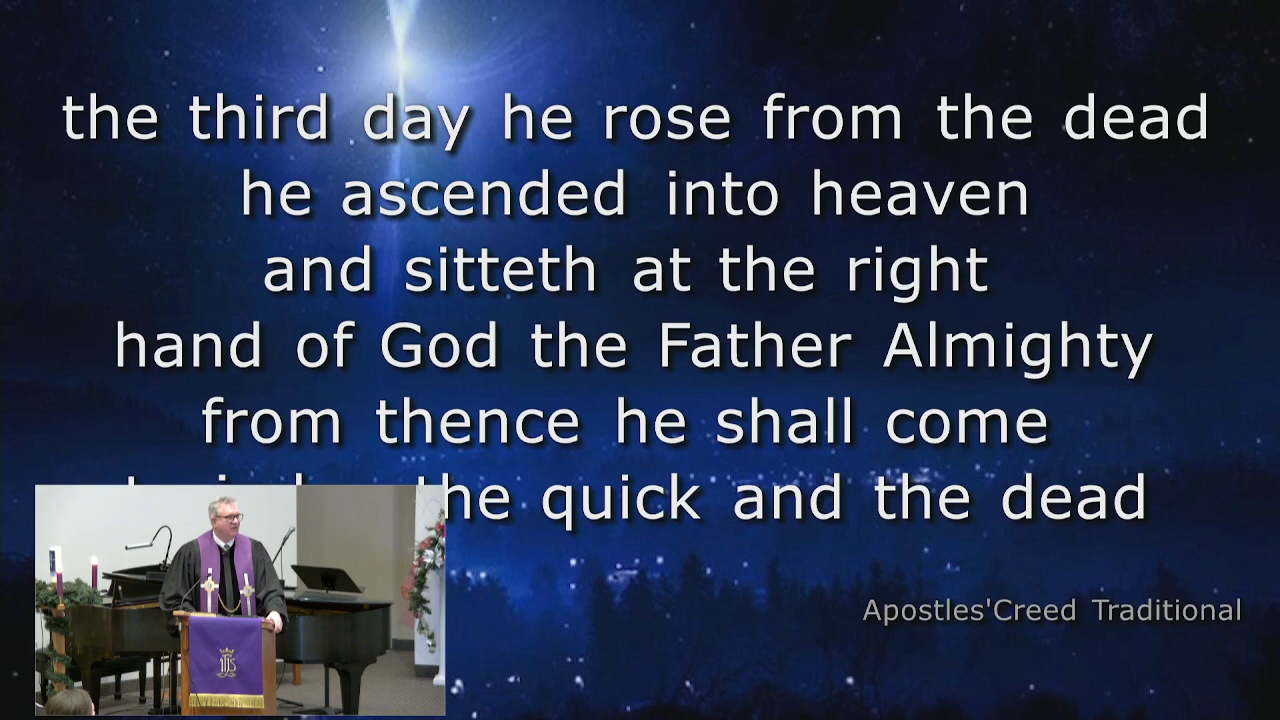 the third day he rose from the dead
he ascended into heaven
and sitteth at the right
hand of God the Father Almighty
from thence he shall come
the quick and the dead
Apostles'Creed Traditional
IHS